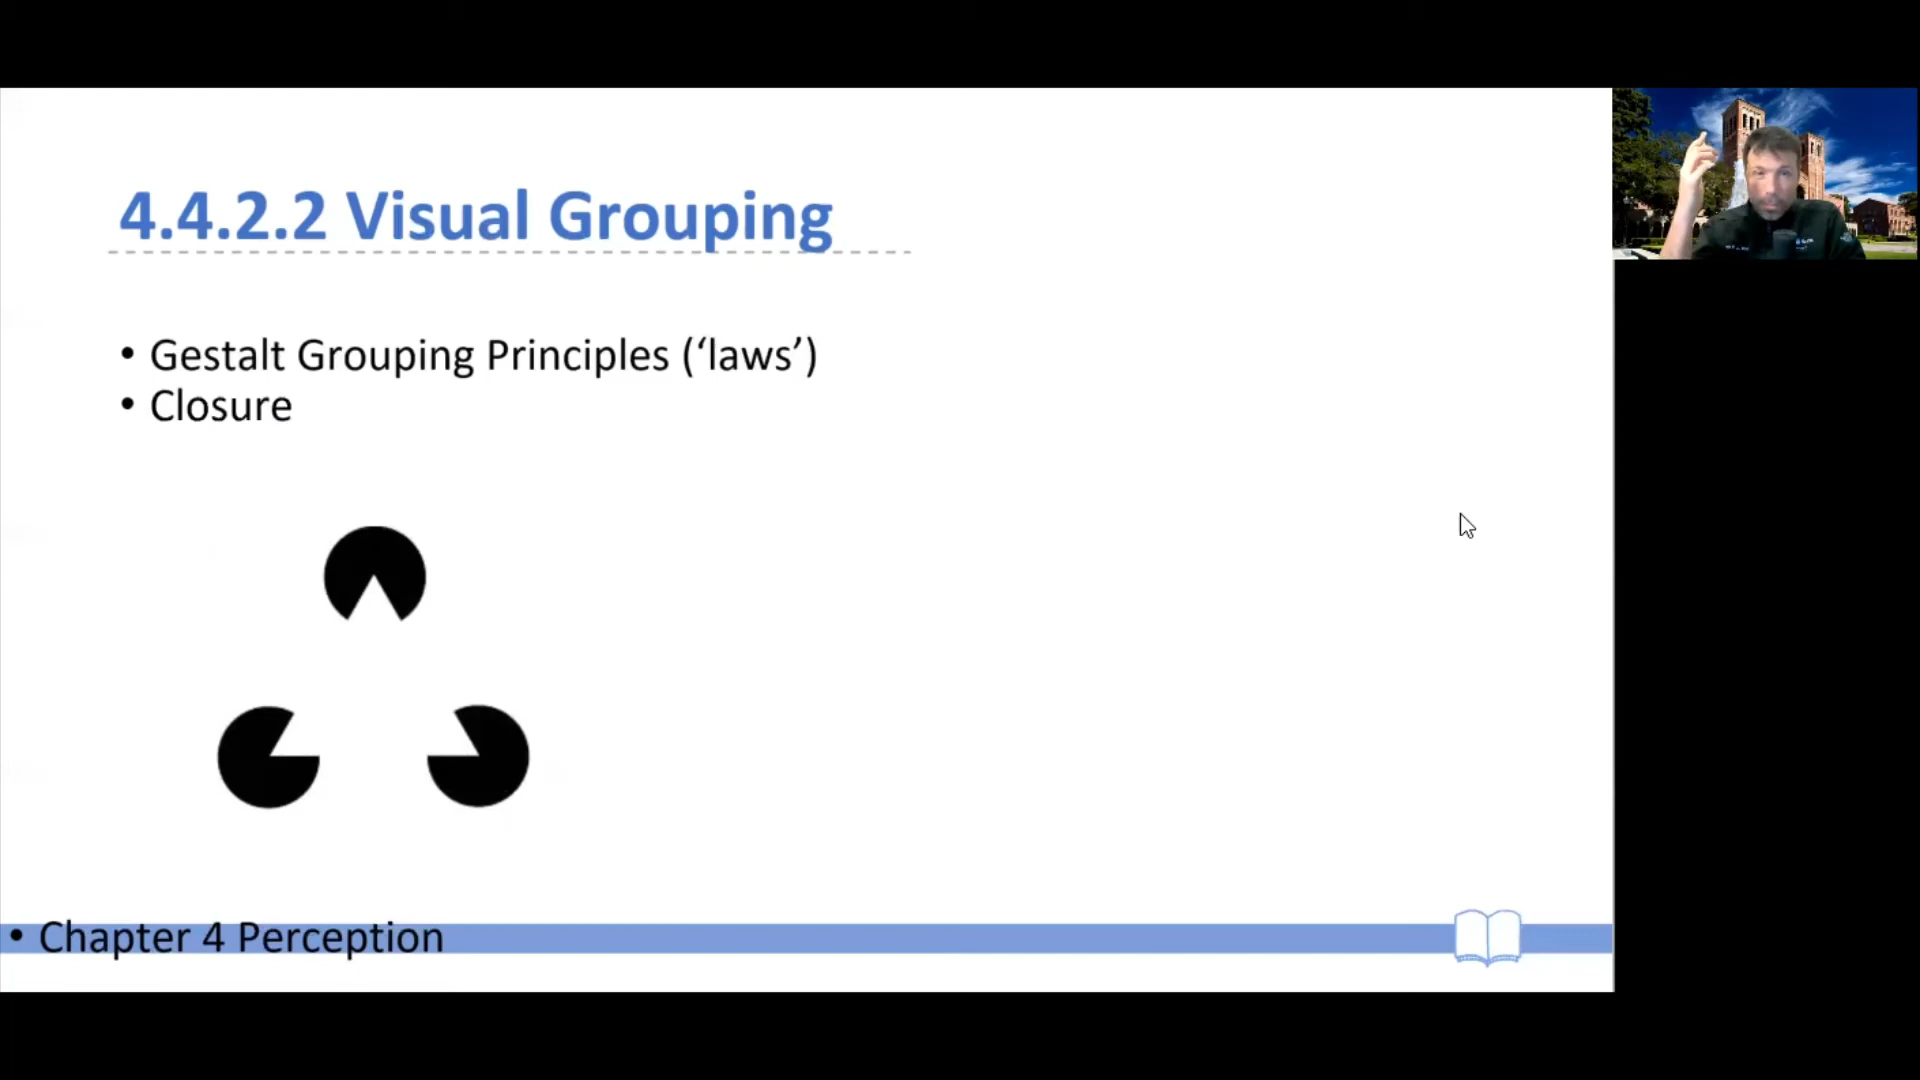 4.4.2.2 Visual Grouping
• Gestalt Grouping Principles (‘laws’)
• Closure
• Chapter 4 Perception